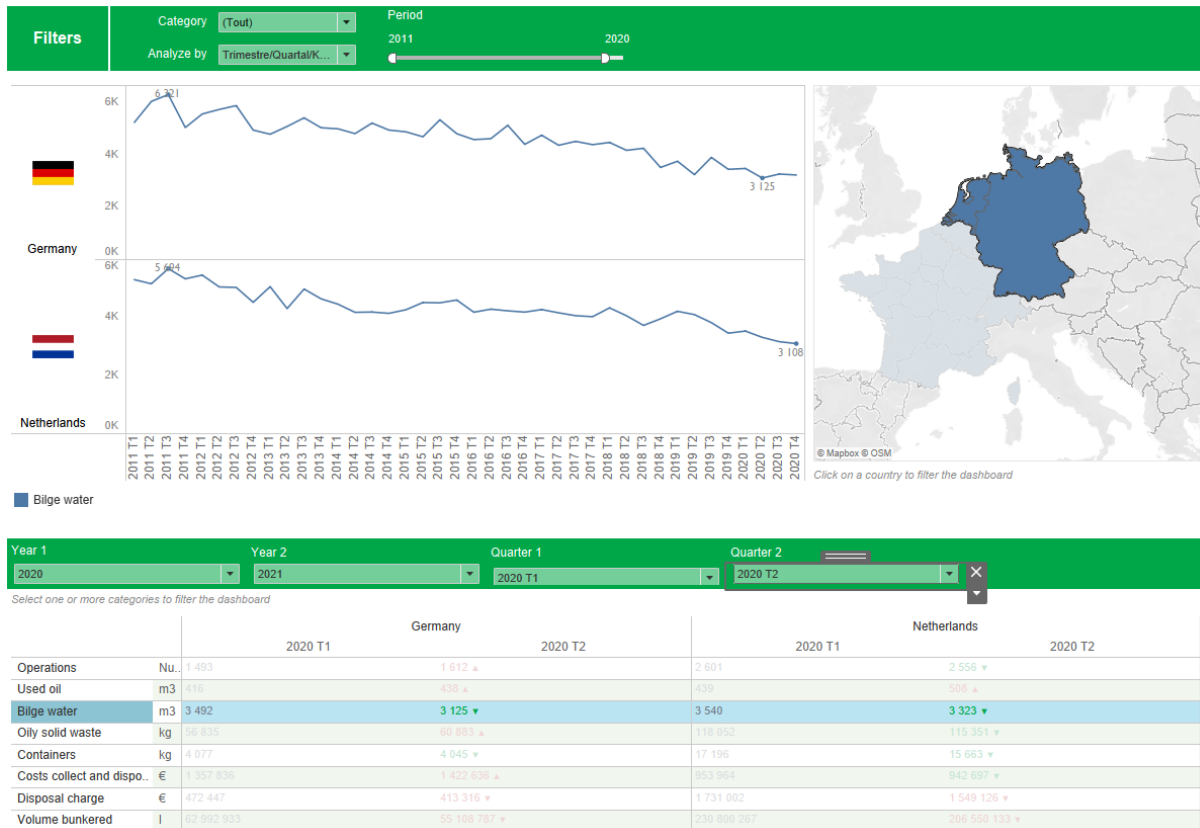 Filters
Category (Tout)
Analyze by Trimestre/Quartal/K...
Period
2011 2020
6K
6 321
4K
2K
0K
3 125
Germany
6K
5 694
4K
2K
0K
3 108
Netherlands
2011 T1
2011 T2
2011 T3
2011 T4
2012 T1
2012 T2
2012 T3
2012 T4
2013 T1
2013 T2
2013 T3
2013 T4
2014 T1
2014 T2
2014 T3
2014 T4
2015 T1
2015 T2
2015 T3
2015 T4
2016 T1
2016 T2
2016 T3
2016 T4
2017 T1
2017 T2
2017 T3
2017 T4
2018 T1
2018 T2
2018 T3
2018 T4
2019 T1
2019 T2
2019 T3
2019 T4
2020 T1
2020 T2
2020 T3
2020 T4
© Mapbox © OSM
Click on a country to filter the dashboard
Bilge water
Year 1 Year 2 Quarter 1 Quarter 2
2020 2021 2020 T1 2020 T2
Select one or more categories to filter the dashboard
Germany Netherlands
2020 T1 2020 T2 2020 T1 2020 T2
Operations Nu.. 1 493 1 612 ▲ 2 601 2 556 ▼
Used oil m3 416 438 ▲ 439 508 ▲
Bilge water m3 3 492 3 125 ▼ 3 540 3 323 ▼
Oily solid waste kg 56 835 60 883 ▲ 118 052 115 351 ▼
Containers kg 4 077 4 045 ▼ 17 196 15 663 ▼
Costs collect and dispo.. € 1 357 836 1 422 636 ▲ 953 964 942 697 ▼
Disposal charge € 472 447 413 316 ▼ 1 731 002 1 549 126 ▼
Volume bunkered l 62 992 933 55 108 787 ▼ 230 800 267 206 550 133 ▼